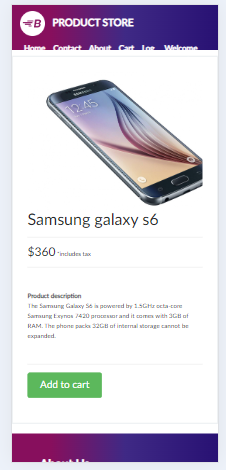 B PRODUCT STORE
Home Contact About Cart Log Welcome
12:45
Samsung galaxy s6
$360 *includes tax
Product description
The Samsung Galaxy S6 is powered by 1.5GHz octa-core
Samsung Exynos 7420 processor and it comes with 3GB of
RAM. The phone packs 32GB of internal storage cannot be
expanded.
Add to cart
About Us